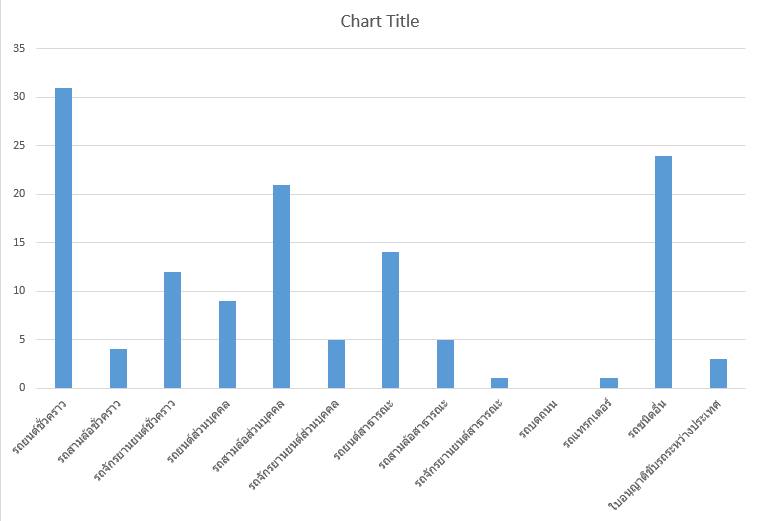 Chart Title
35
30
25
20
15
10
5
0
รถยนต์ชั่วคราว
รถสามล้อชั่วคราว
รถจักรยานยนต์ชั่วคราว
รถยนต์ส่วนบุคคล
รถสามล้อส่วนบุคคล
รถจักรยานยนต์ส่วนบุคคล
รถยนต์สาธารณะ
รถสามล้อสาธารณะ
รถจักรยานยนต์สาธารณะ
รถบดถนน
รถแทรกเตอร์
รถชนิดอื่น
ใบอนุญาติขับรถระหว่างประเทศ